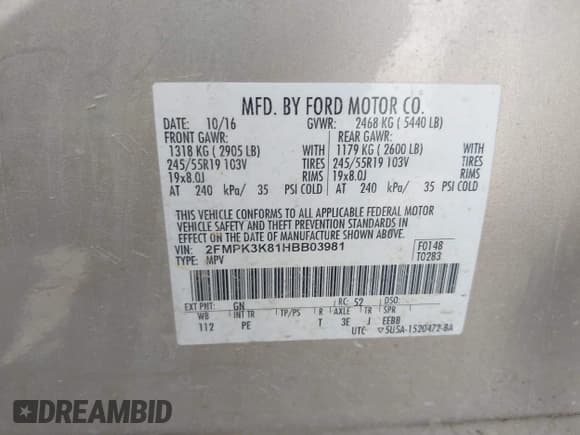 MFD. BY FORD MOTOR CO.
DATE: 10/16 GVWR: 2468 KG ( 5440 LB)
FRONT GAWR: REAR GAWR:
1318 KG ( 2905 LB) 1179 KG ( 2600 LB)
245/55R19 103V TIRES 245/55R19 103V
19x8.0J RIMS 19x8.0J
AT 240 kPa/ 35 PSI COLD AT 240 kPa/ 35 PSI COLD
TIRES
RIMS
THIS VEHICLE CONFORMS TO ALL APPLICABLE FEDERAL MOTOR
VEHICLE SAFETY AND THEFT PREVENTION STANDARDS IN EFFECT
ON THE DATE OF MANUFACTURE SHOWN ABOVE.
VIN: 2FMPK3K81HBB03981 F0148
TYPE: MPV T0283
EXT PNT: GN RC: 52 DSO:
WB INT TR TP/PS R AXLE TR SPR
112 PE T 3E J EEBB
UTC ▽5U5A-1520472-BA
DREAMBID